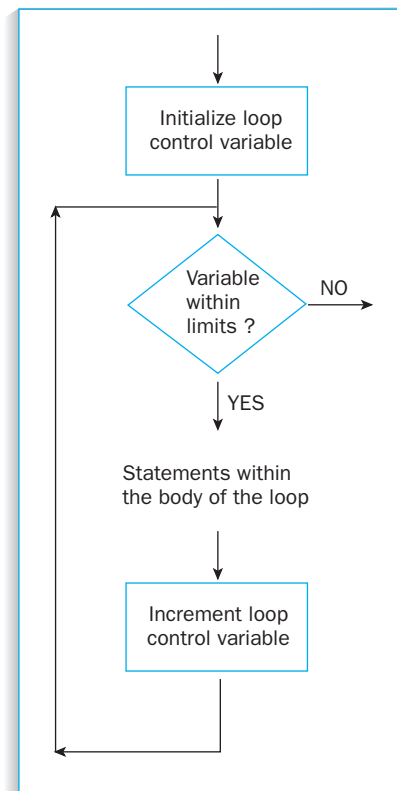 Initialize loop
control variable
Variable
within
limits ?
NO
YES
Statements within
the body of the loop
Increment loop
control variable